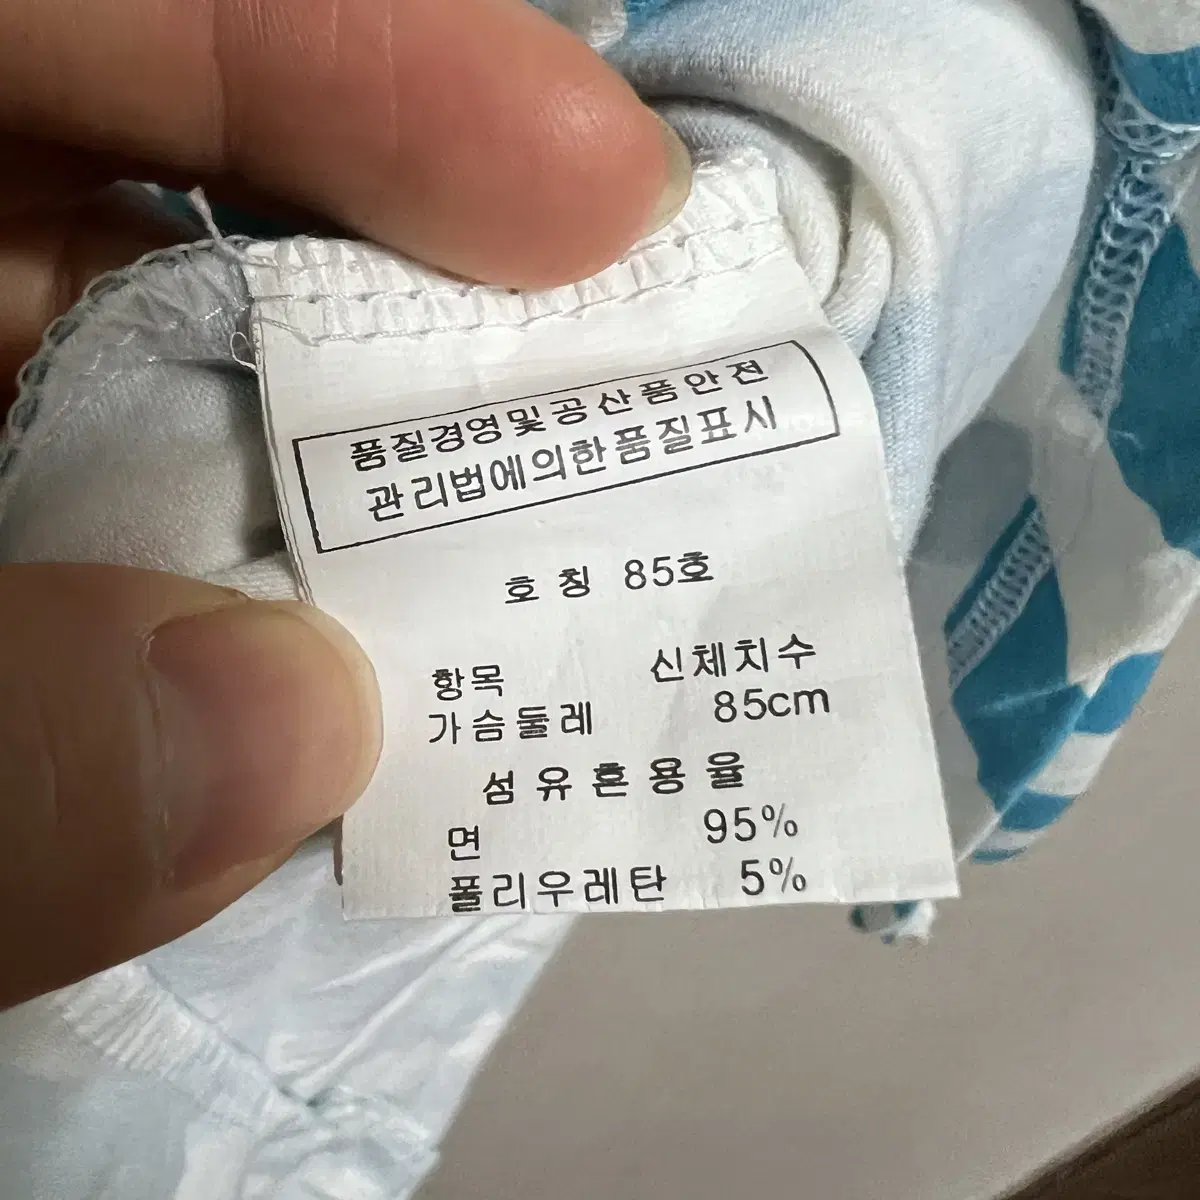 품질경영및공산품안전
관리법에의한품질표시
호칭 85호
항목 신체치수
가슴둘레 85cm
섬유혼용율
면 95%
폴리우레탄 5%